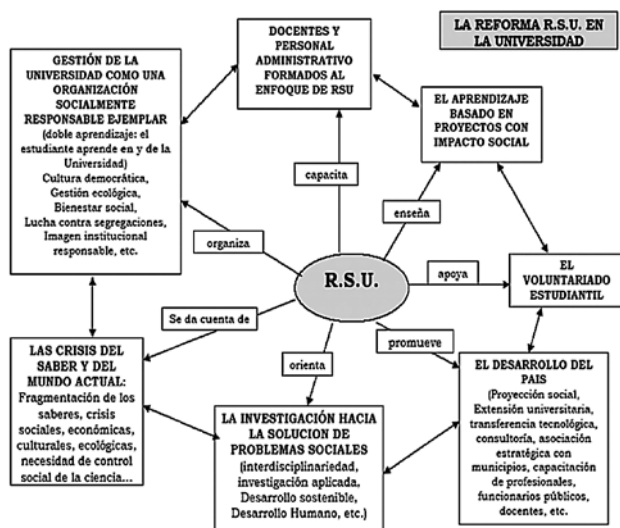 LA REFORMA R.S.U. EN
LA UNIVERSIDAD
GESTIÓN DE LA
UNIVERSIDAD COMO UNA
ORGANIZACIÓN
SOCIALMENTE
RESPONSABLE EJEMPLAR
(doble aprendizaje: el
estudiante aprende en y de la
Universidad)
Cultura democrática,
Gestión ecológica,
Bienestar social,
Lucha contra segregaciones,
Imagen institucional
responsable, etc.
DOCENTES Y
PERSONAL
ADMINISTRATIVO
FORMADOS AL
ENFOQUE DE RSU
EL APRENDIZAJE
BASADO EN
PROYECTOS CON
IMPACTO SOCIAL
capacita
enseña
organiza
R.S.U.
apoya
EL
VOLUNTARIADO
ESTUDIANTIL
Se da cuenta de
promueve
orienta
LAS CRISIS DEL
SABER Y DEL
MUNDO ACTUAL:
Fragmentación de los
saberes, crisis
sociales, económicas,
culturales, ecológicas,
necesidad de control
social de la ciencia...
LA INVESTIGACIÓN HACIA
LA SOLUCION DE
PROBLEMAS SOCIALES
(interdisciplinariedad,
investigación aplicada,
Desarrollo sostenible,
Desarrollo Humano, etc.)
EL DESARROLLO DEL
PAIS
(Proyección social,
Extensión universitaria,
transferencia tecnológica,
consultoría, asociación
estratégica con
municipios, capacitación
de profesionales,
funcionarios públicos,
docentes, etc.